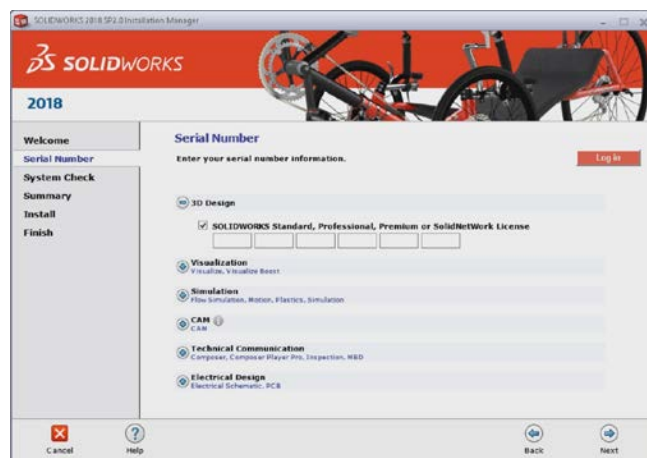 SOLIDWORKS 2018 SP2.0 Installation Manager
SOLIDWORKS
2018
Welcome
Serial Number
System Check
Summary
Install
Finish
Serial Number
Enter your serial number information.
Log in
3D Design
SOLIDWORKS Standard, Professional, Premium or SolidNetWork License
Visualization
Visualize, Visualize Boost
Simulation
Flow Simulation, Motion, Plastics, Simulation
CAM
CAM
Technical Communication
Composer, Composer Player Pro, Inspection, MBD
Electrical Design
Electrical Schematic, PCB
Cancel
Help
Back
Next